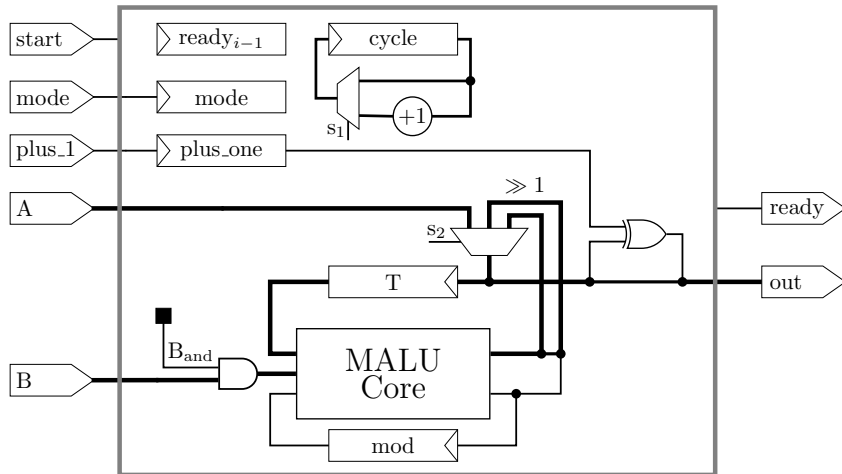 start
ready_{i−1}
cycle
mode
mode
+1
s_1
plus_1
plus_one
≫ 1
A
ready
s_2
T
out
B_and
B
MALU
Core
mod